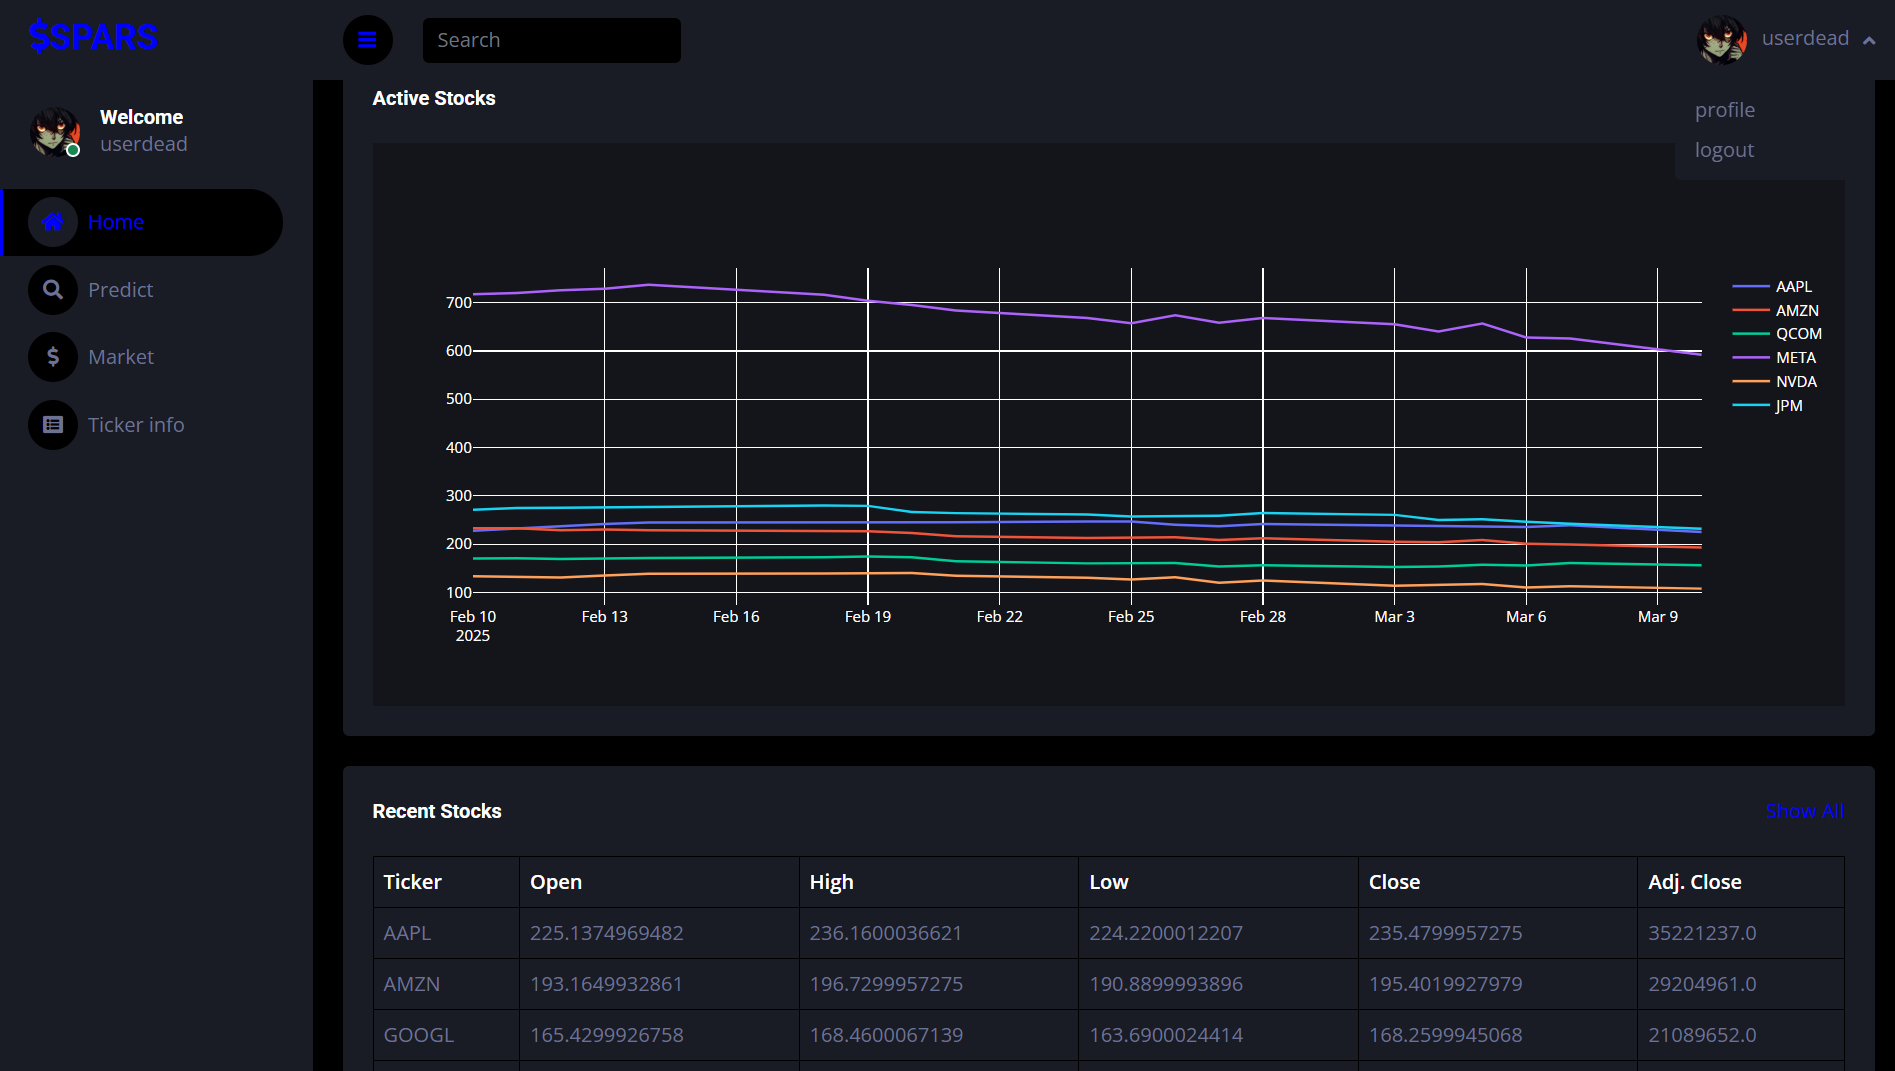 $SPARS
Search
userdead
profile
logout
Welcome
userdead
Home
Predict
Market
Ticker info
Active Stocks
700
600
500
400
300
200
100
Feb 10 Feb 13 Feb 16 Feb 19 Feb 22 Feb 25 Feb 28 Mar 3 Mar 6 Mar 9
2025
AAPL
AMZN
QCOM
META
NVDA
JPM
Recent Stocks Show All
Ticker Open High Low Close Adj. Close
AAPL 225.1374969482 236.1600036621 224.2200012207 235.4799957275 35221237.0
AMZN 193.1649932861 196.7299957275 190.8899993896 195.4019927979 29204961.0
GOOGL 165.4299926758 168.4600067139 163.6900024414 168.2599945068 21089652.0